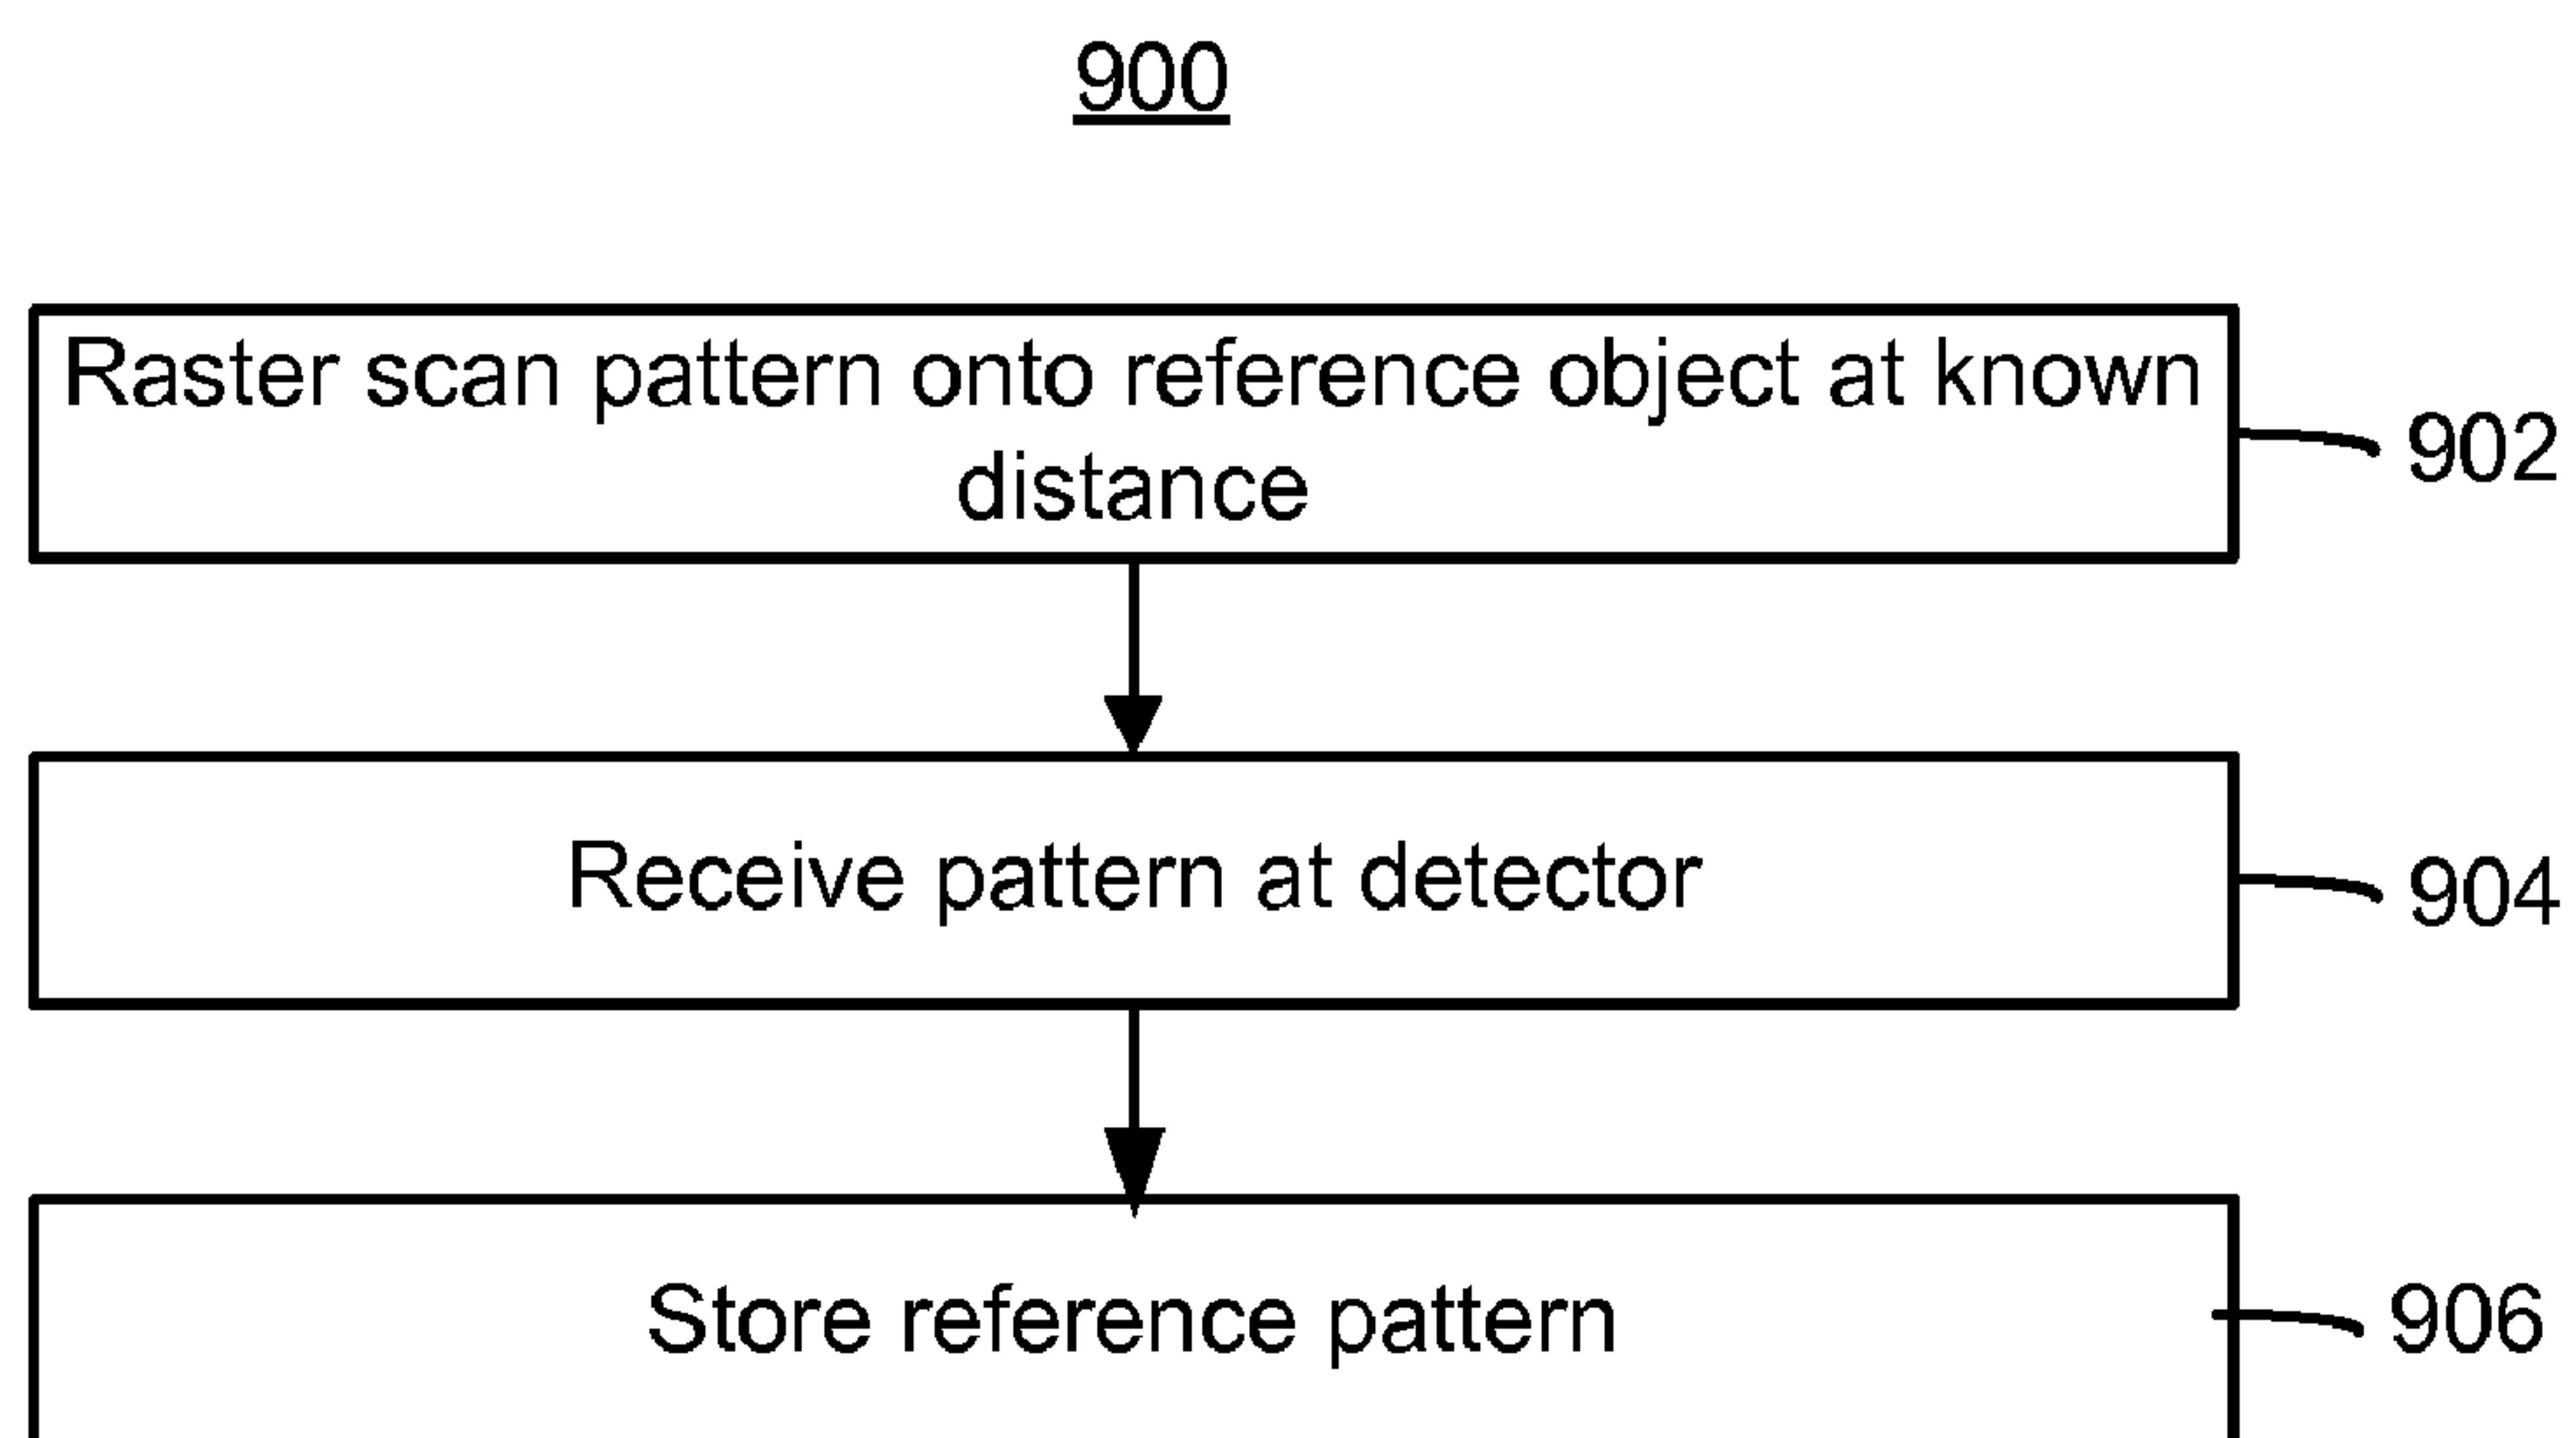 900
Raster scan pattern onto reference object at known
distance
902
Receive pattern at detector
904
Store reference pattern
906